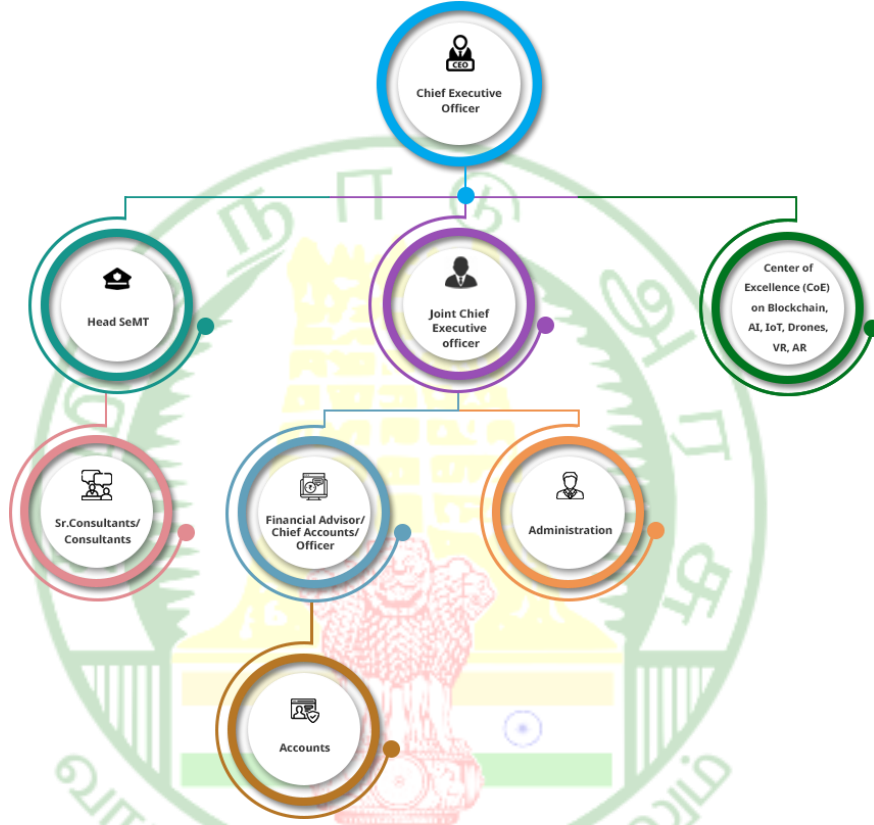 CEO
Chief Executive
Officer
Head SeMT
Joint Chief
Executive
officer
Center of
Excellence (CoE)
on Blockchain,
AI, IoT, Drones,
VR, AR
Sr.Consultants/
Consultants
Financial Advisor/
Chief Accounts/
Officer
Administration
Accounts
நாடு அரசு